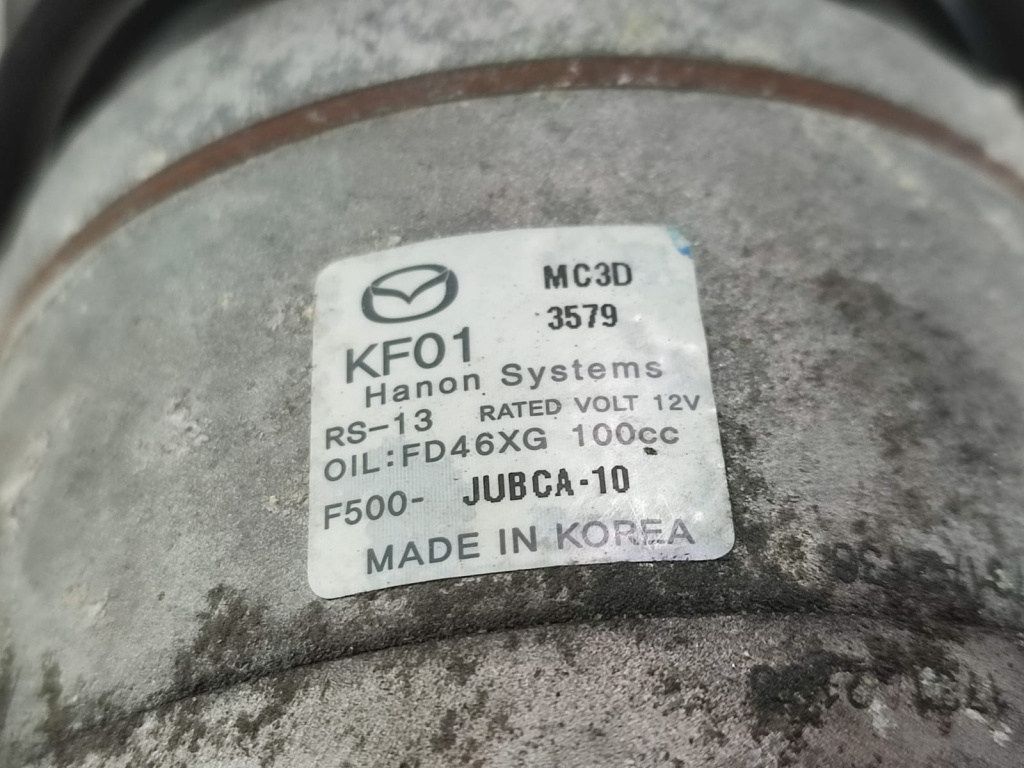 MC3D
3579
KF01
Hanon Systems
RS-13 RATED VOLT 12V
OIL:FD46XG 100cc
F500- JUBCA-10
MADE IN KOREA